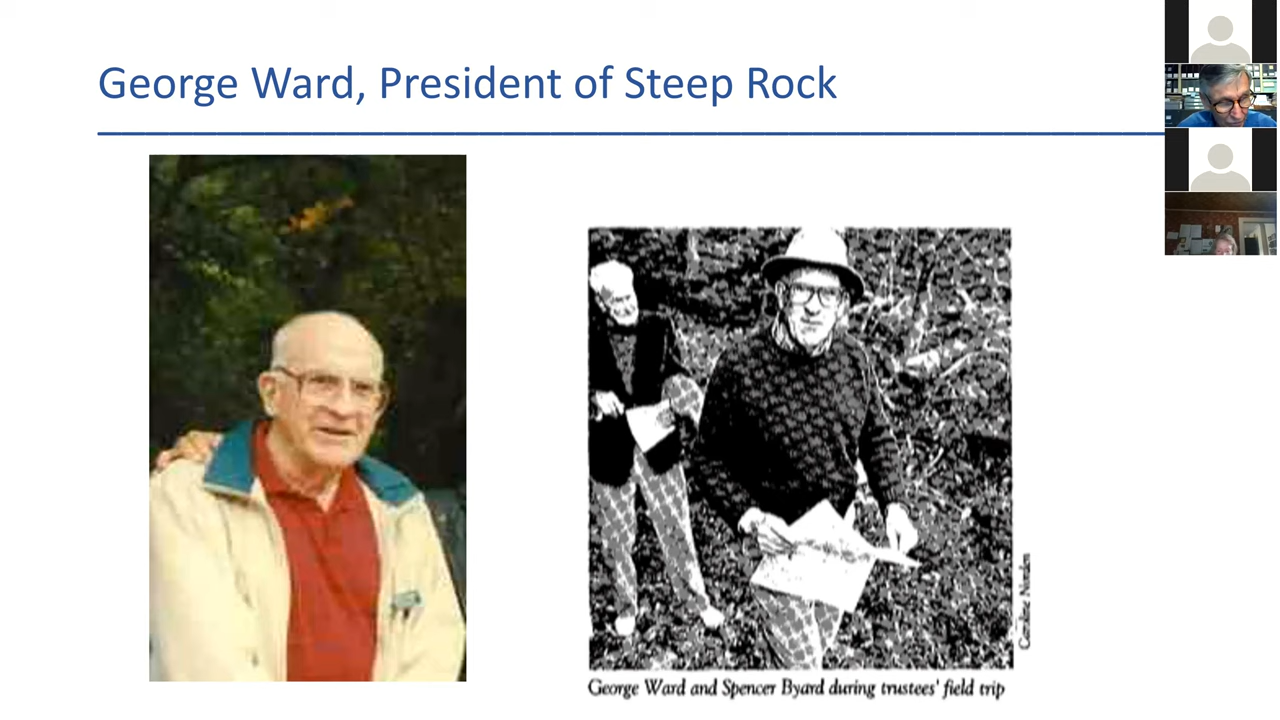 George Ward, President of Steep Rock
George Ward and Spencer Byard during trustees' field trip